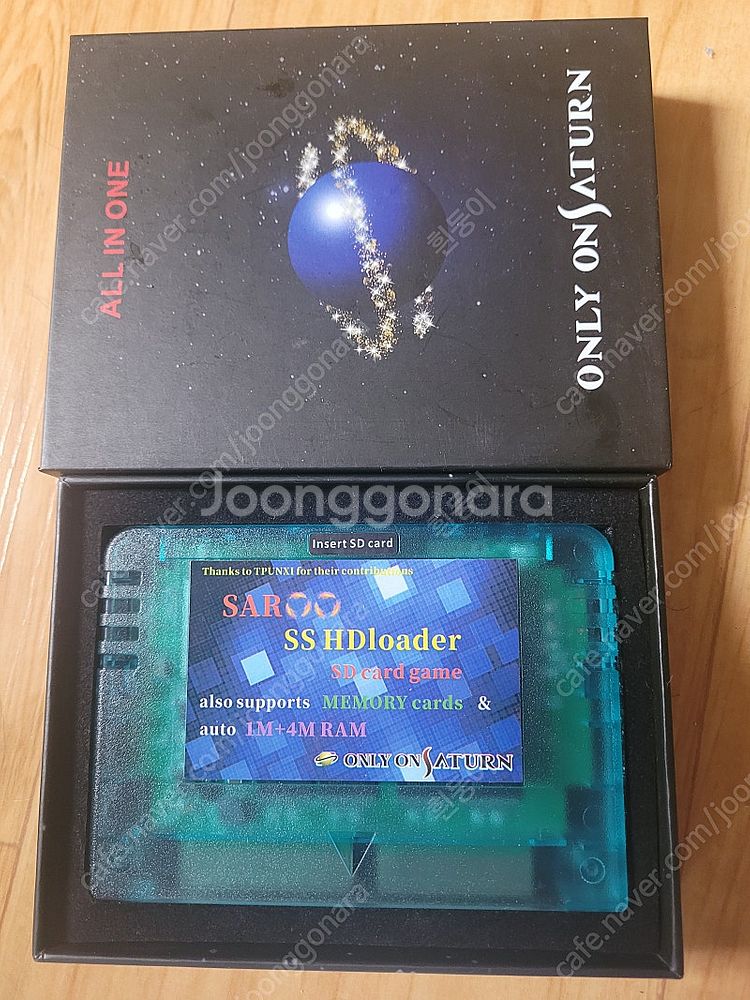 ALL IN ONE
ONLY ON SATURN
Joonggonara
Insert SD card
Thanks to TPUNXI for their contributions
SAROO
SS HDloader
SD card game
also supports MEMORY cards &
auto 1M+4M RAM
ONLY ON SATURN
cafe.naver.com/joonggonara
흰둥이